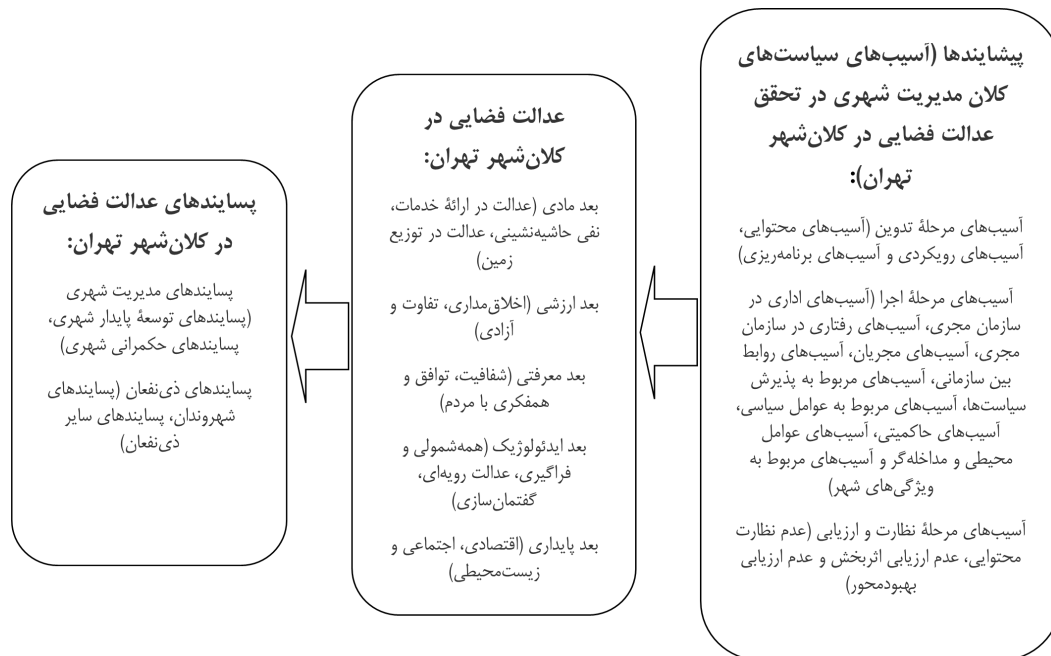 پیشایندها (آسیب‌های سیاست‌های
کلان مدیریت شهری در تحقق
عدالت فضایی در کلان‌شهر
تهران):
آسیب‌های مرحلهٔ تدوین (آسیب‌های محتوایی،
آسیب‌های رویکردی و آسیب‌های برنامه‌ریزی)
آسیب‌های مرحلهٔ اجرا (آسیب‌های اداری در
سازمان مجری، آسیب‌های رفتاری در سازمان
مجری، آسیب‌های مجریان، آسیب‌های روابط
بین سازمانی، آسیب‌های مربوط به پذیرش
سیاست‌ها، آسیب‌های مربوط به عوامل سیاسی،
آسیب‌های حاکمیتی، آسیب‌های عوامل
محیطی و مداخله‌گر و آسیب‌های مربوط به
ویژگی‌های شهر)
آسیب‌های مرحلهٔ نظارت و ارزیابی (عدم نظارت
محتوایی، عدم ارزیابی اثربخش و عدم ارزیابی
بهبودمحور)
عدالت فضایی در
کلان‌شهر تهران:
بعد مادی (عدالت در ارائهٔ خدمات،
نفی حاشیه‌نشینی، عدالت در توزیع
زمین)
بعد ارزشی (اخلاق‌مداری، تفاوت و
آزادی)
بعد معرفتی (شفافیت، توافق و
همفکری با مردم)
بعد ایدئولوژیک (همه‌شمولی و
فراگیری، عدالت رویه‌ای،
گفتمان‌سازی)
بعد پایداری (اقتصادی، اجتماعی و
زیست‌محیطی)
پسایندهای عدالت فضایی
در کلان‌شهر تهران:
پسایندهای مدیریت شهری
(پسایندهای توسعهٔ پایدار شهری،
پسایندهای حکمرانی شهری)
پسایندهای ذی‌نفعان (پسایندهای
شهروندان، پسایندهای سایر
ذی‌نفعان)